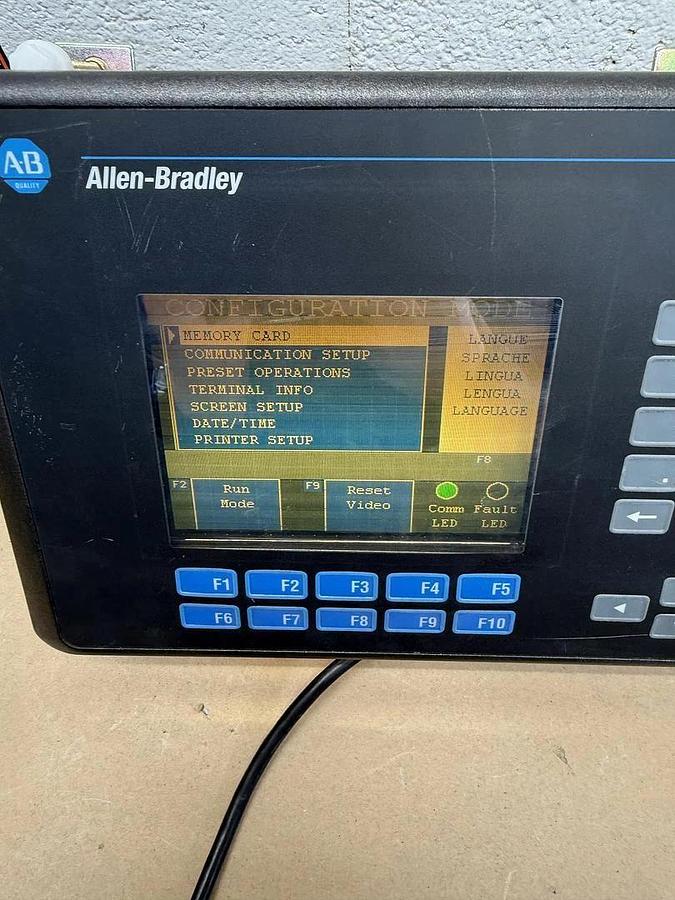 A·B
QUALITY
Allen-Bradley
CONFIGURATION MODE
MEMORY CARD
COMMUNICATION SETUP
PRESET OPERATIONS
TERMINAL INFO
SCREEN SETUP
DATE/TIME
PRINTER SETUP
LANGUE
SPRACHE
LINGUA
LENGUA
LANGUAGE
F8
F2
Run
Mode
F9
Reset
Video
Comm
LED
Fault
LED
F1 F2 F3 F4 F5
F6 F7 F8 F9 F10